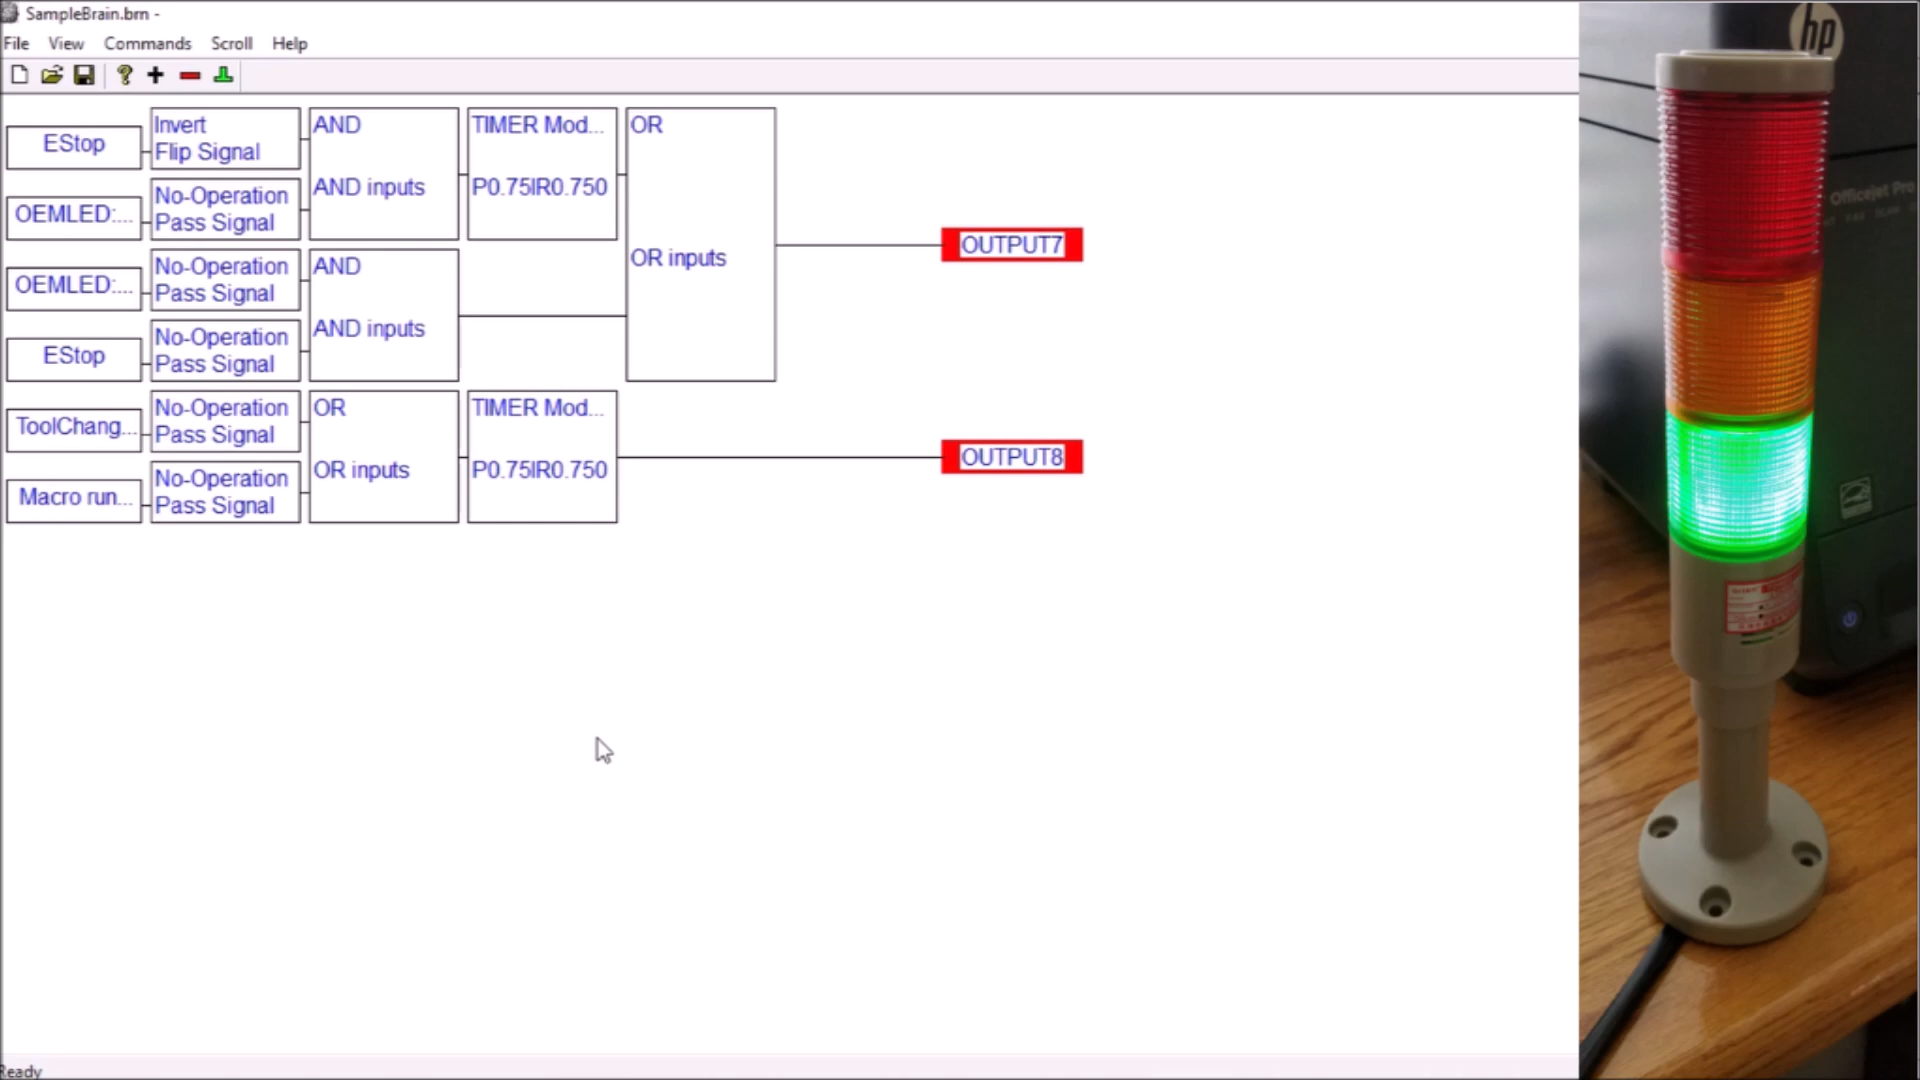 SampleBrain.brn -
File View Commands Scroll Help
EStop
Invert
Flip Signal
AND
AND inputs
TIMER Mod...
P0.75IR0.750
OR
OR inputs
OUTPUT7
OEMLED:...
No-Operation
Pass Signal
OEMLED:...
No-Operation
Pass Signal
AND
AND inputs
EStop
No-Operation
Pass Signal
ToolChang...
No-Operation
Pass Signal
OR
OR inputs
TIMER Mod...
P0.75IR0.750
OUTPUT8
Macro run...
No-Operation
Pass Signal
Ready
hp
Officejet Pro